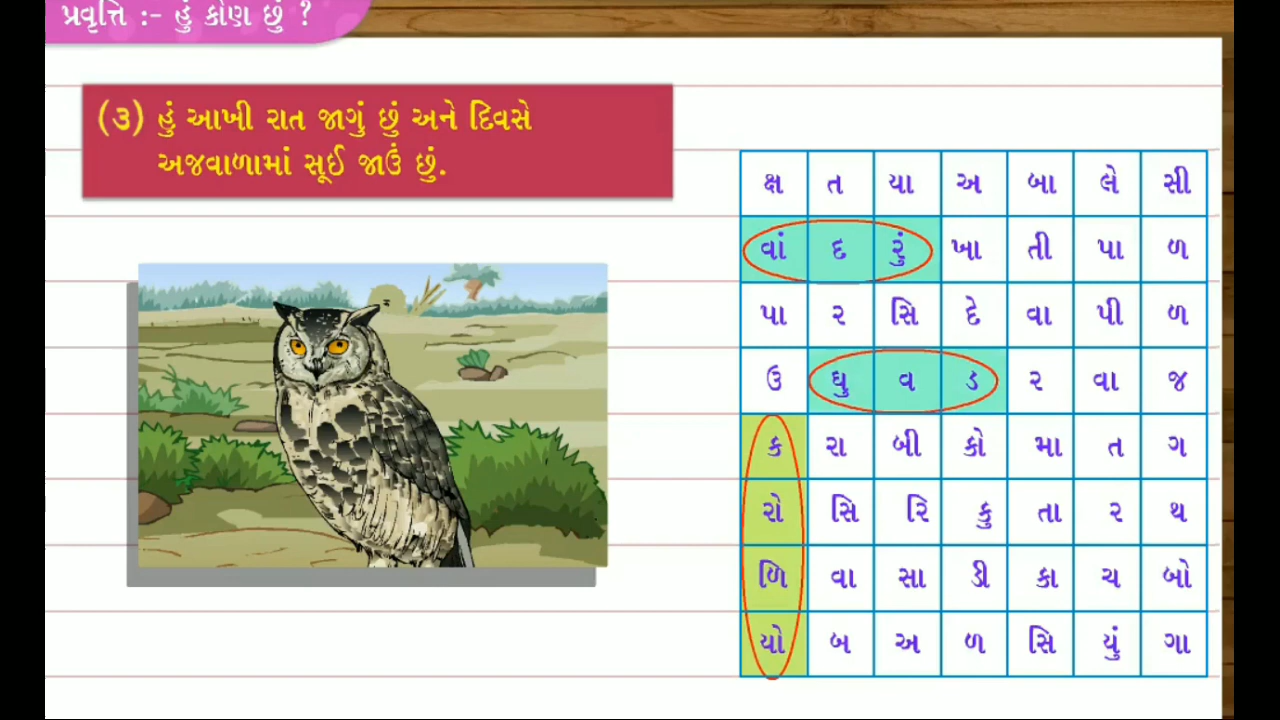 પ્રવૃત્તિ :- હું કોણ છું ?
(૩) હું આખી રાત જાગું છું અને દિવસે
અજવાળામાં સૂઈ જાઉં છું.
ક્ષ ત યા અ બા લે સી
વાં દ રું ખા તી પા ળ
પા ર સિ દે વા પી ળ
ઉ ઘુ વ ડ ર વા જ
ક રા બી કો મા ત ગ
રો સિ રિ કુ તા ર થ
ળિ વા સા ડી કા ચ બો
યો બ અ ળ સિ યું ગા